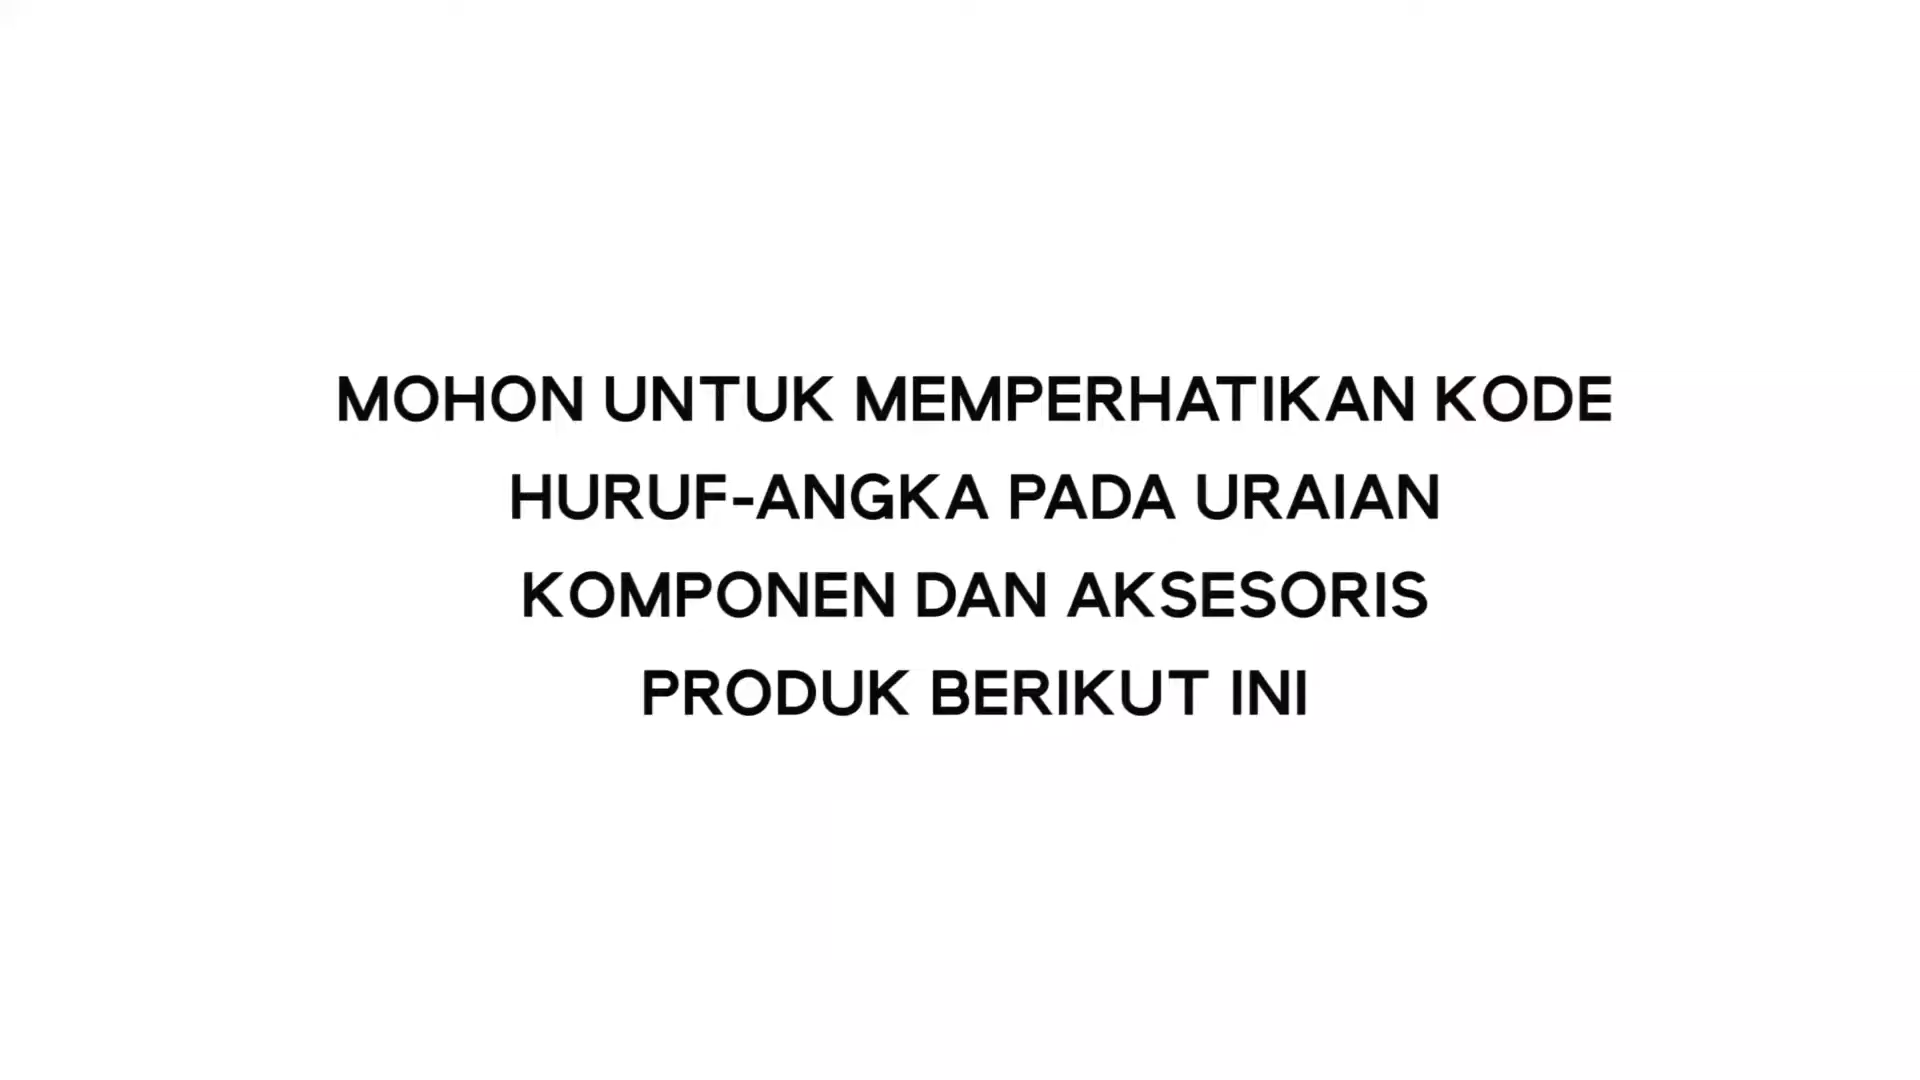 MOHON UNTUK MEMPERHATIKAN KODE
HURUF-ANGKA PADA URAIAN
KOMPONEN DAN AKSESORIS
PRODUK BERIKUT INI